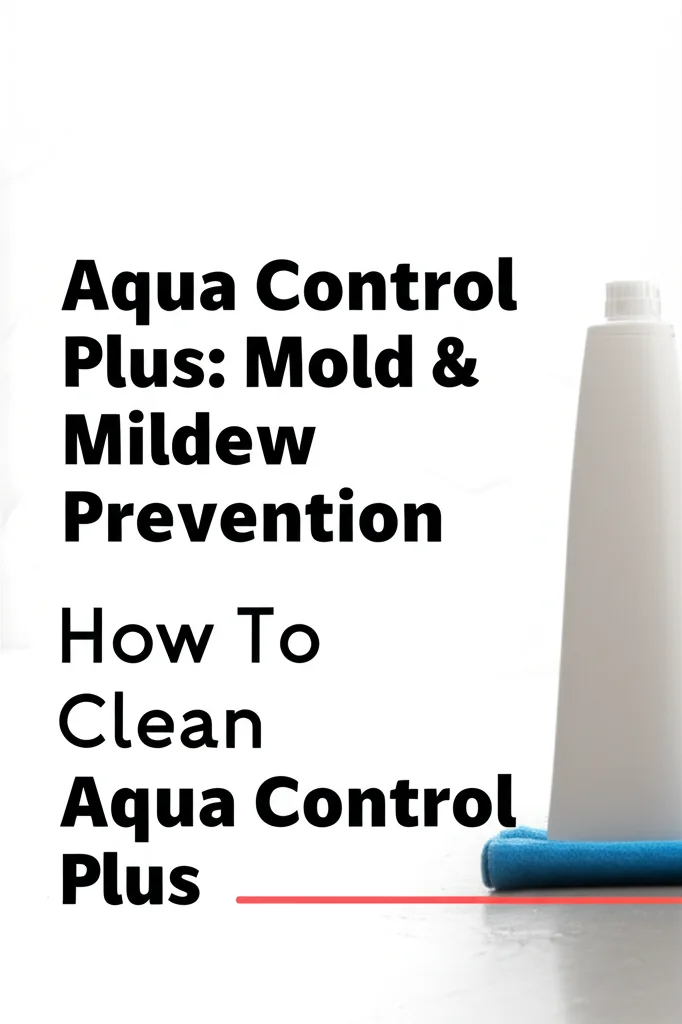 Aqua Control
Plus: Mold &
Mildew
Prevention
How To
Clean
Aqua Control
Plus